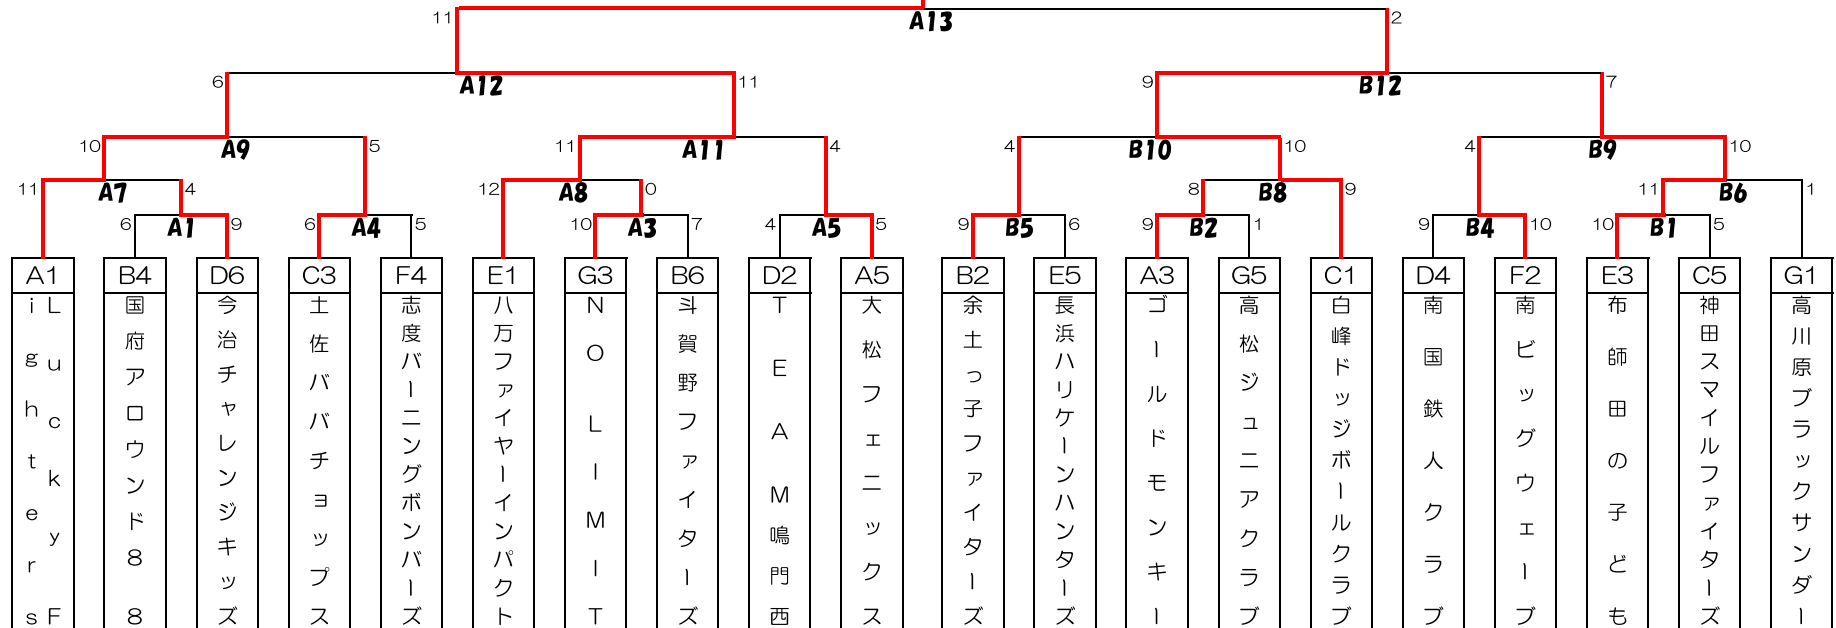 11 A13 2
6 A12 11 9 B12 7
10 A9 5 11 A11 4 4 B10 10 4 B9 10
11 A7 4 12 A8 0 8 B8 9 11 B6 1
6 A1 9 6 A4 5 10 A3 7 4 A5 5 9 B5 6 9 B2 1 9 B4 10 10 B1 5
A1 B4 D6 C3 F4 E1 G3 B6 D2 A5 B2 E5 A3 G5 C1 D4 F2 E3 C5 G1
Lucky F
ighters
国府アロウンド88
今治チャレンジキッズ
土佐ババチョップス
志度バーニングボンバーズ
八万ファイヤーインパクト
NO LIMIT
斗賀野ファイターズ
TEAM鳴門西
大松フェニックス
余土っ子ファイターズ
長浜ハリケーンハンターズ
ゴールドモンキー
高松ジュニアクラブ
白峰ドッジボールクラブ
南国鉄人クラブ
南ビッグウェーブ
布師田の子ども
神田スマイルファイターズ
高川原ブラックサンダー